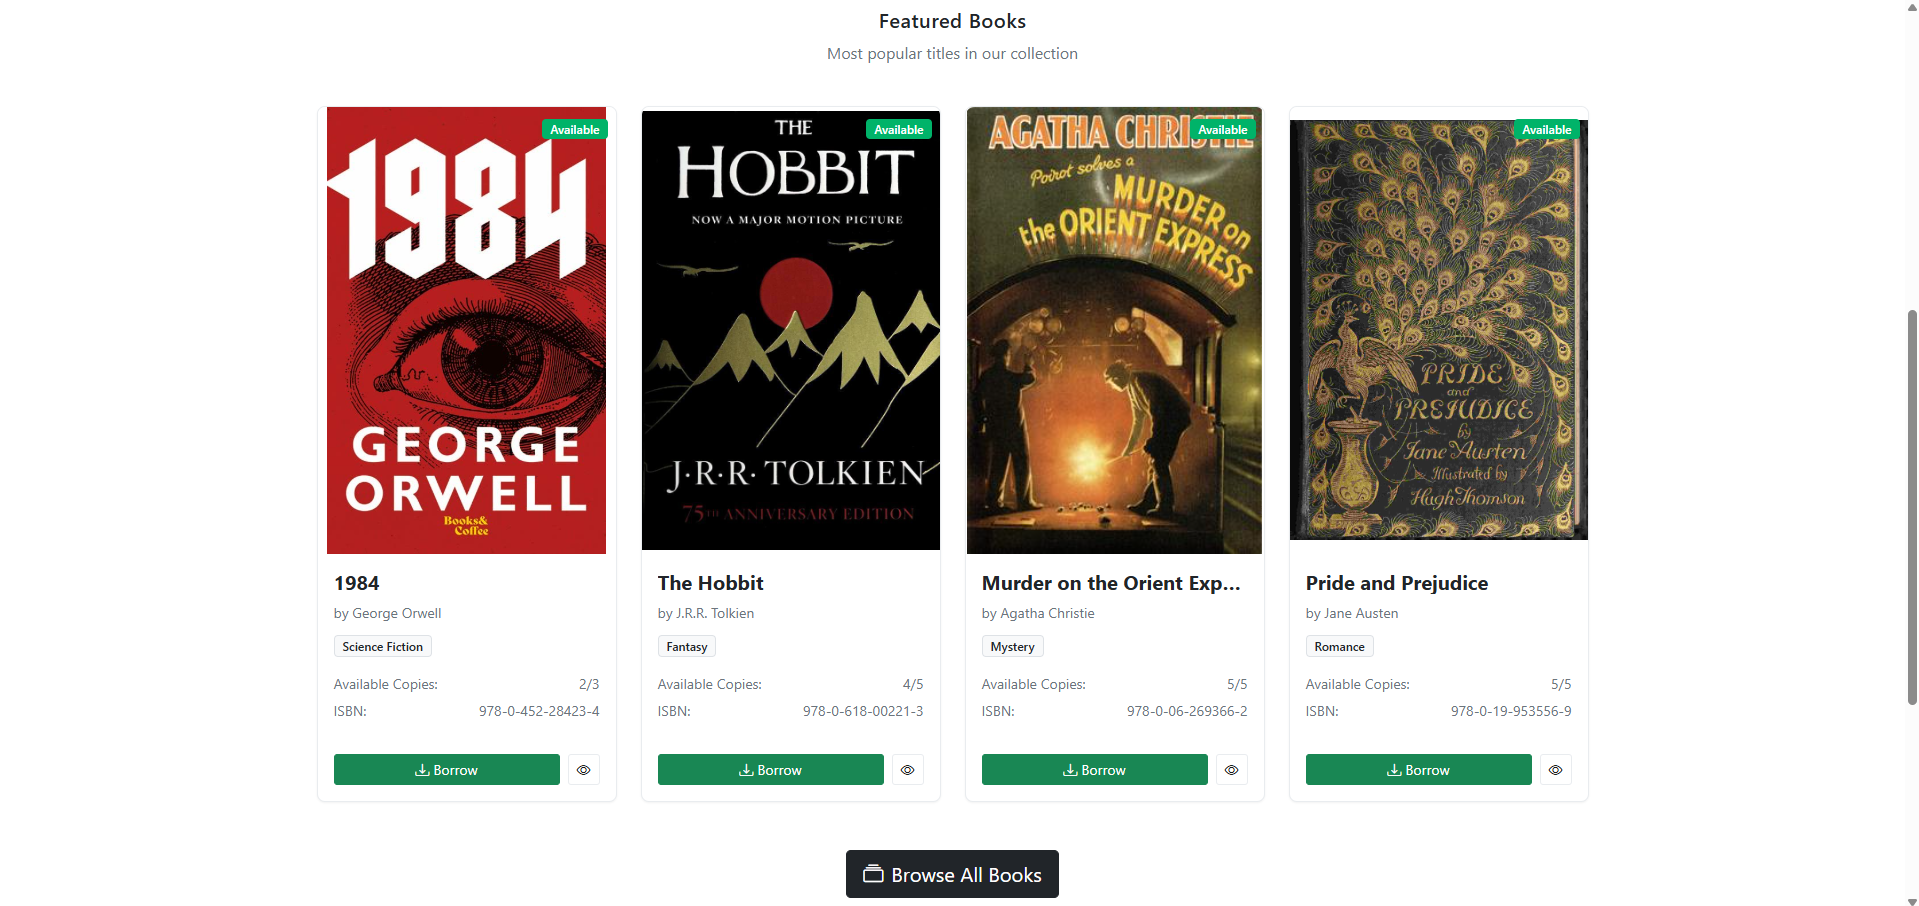 Featured Books
Most popular titles in our collection
Available
1984
GEORGE
ORWELL
Books&
Coffee
1984
by George Orwell
Science Fiction
Available Copies: 2/3
ISBN: 978-0-452-28423-4
Borrow
Available
THE
HOBBIT
NOW A MAJOR MOTION PICTURE
J·R·R·TOLKIEN
75TH ANNIVERSARY EDITION
The Hobbit
by J.R.R. Tolkien
Fantasy
Available Copies: 4/5
ISBN: 978-0-618-00221-3
Borrow
Available
AGATHA CHRISTIE
Poirot solves a
MURDER on
the ORIENT EXPRESS
Murder on the Orient Exp...
by Agatha Christie
Mystery
Available Copies: 5/5
ISBN: 978-0-06-269366-2
Borrow
Available
PRIDE
and
PREJUDICE
by
Jane Austen
Illustrated by
Hugh Thomson
Pride and Prejudice
by Jane Austen
Romance
Available Copies: 5/5
ISBN: 978-0-19-953556-9
Borrow
Browse All Books